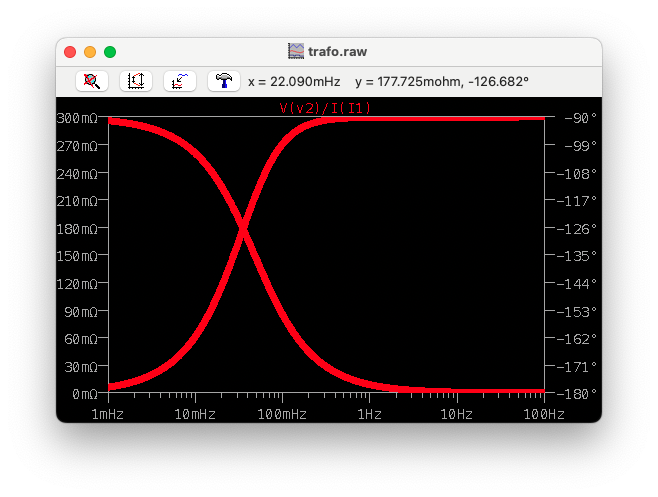 trafo.raw
x = 22.090mHz y = 177.725mohm, -126.682°
V(v2)/I(I1)
300mΩ -90°
270mΩ -99°
240mΩ -108°
210mΩ -117°
180mΩ -126°
150mΩ -135°
120mΩ -144°
90mΩ -153°
60mΩ -162°
30mΩ -171°
0mΩ -180°
1mHz 10mHz 100mHz 1Hz 10Hz 100Hz